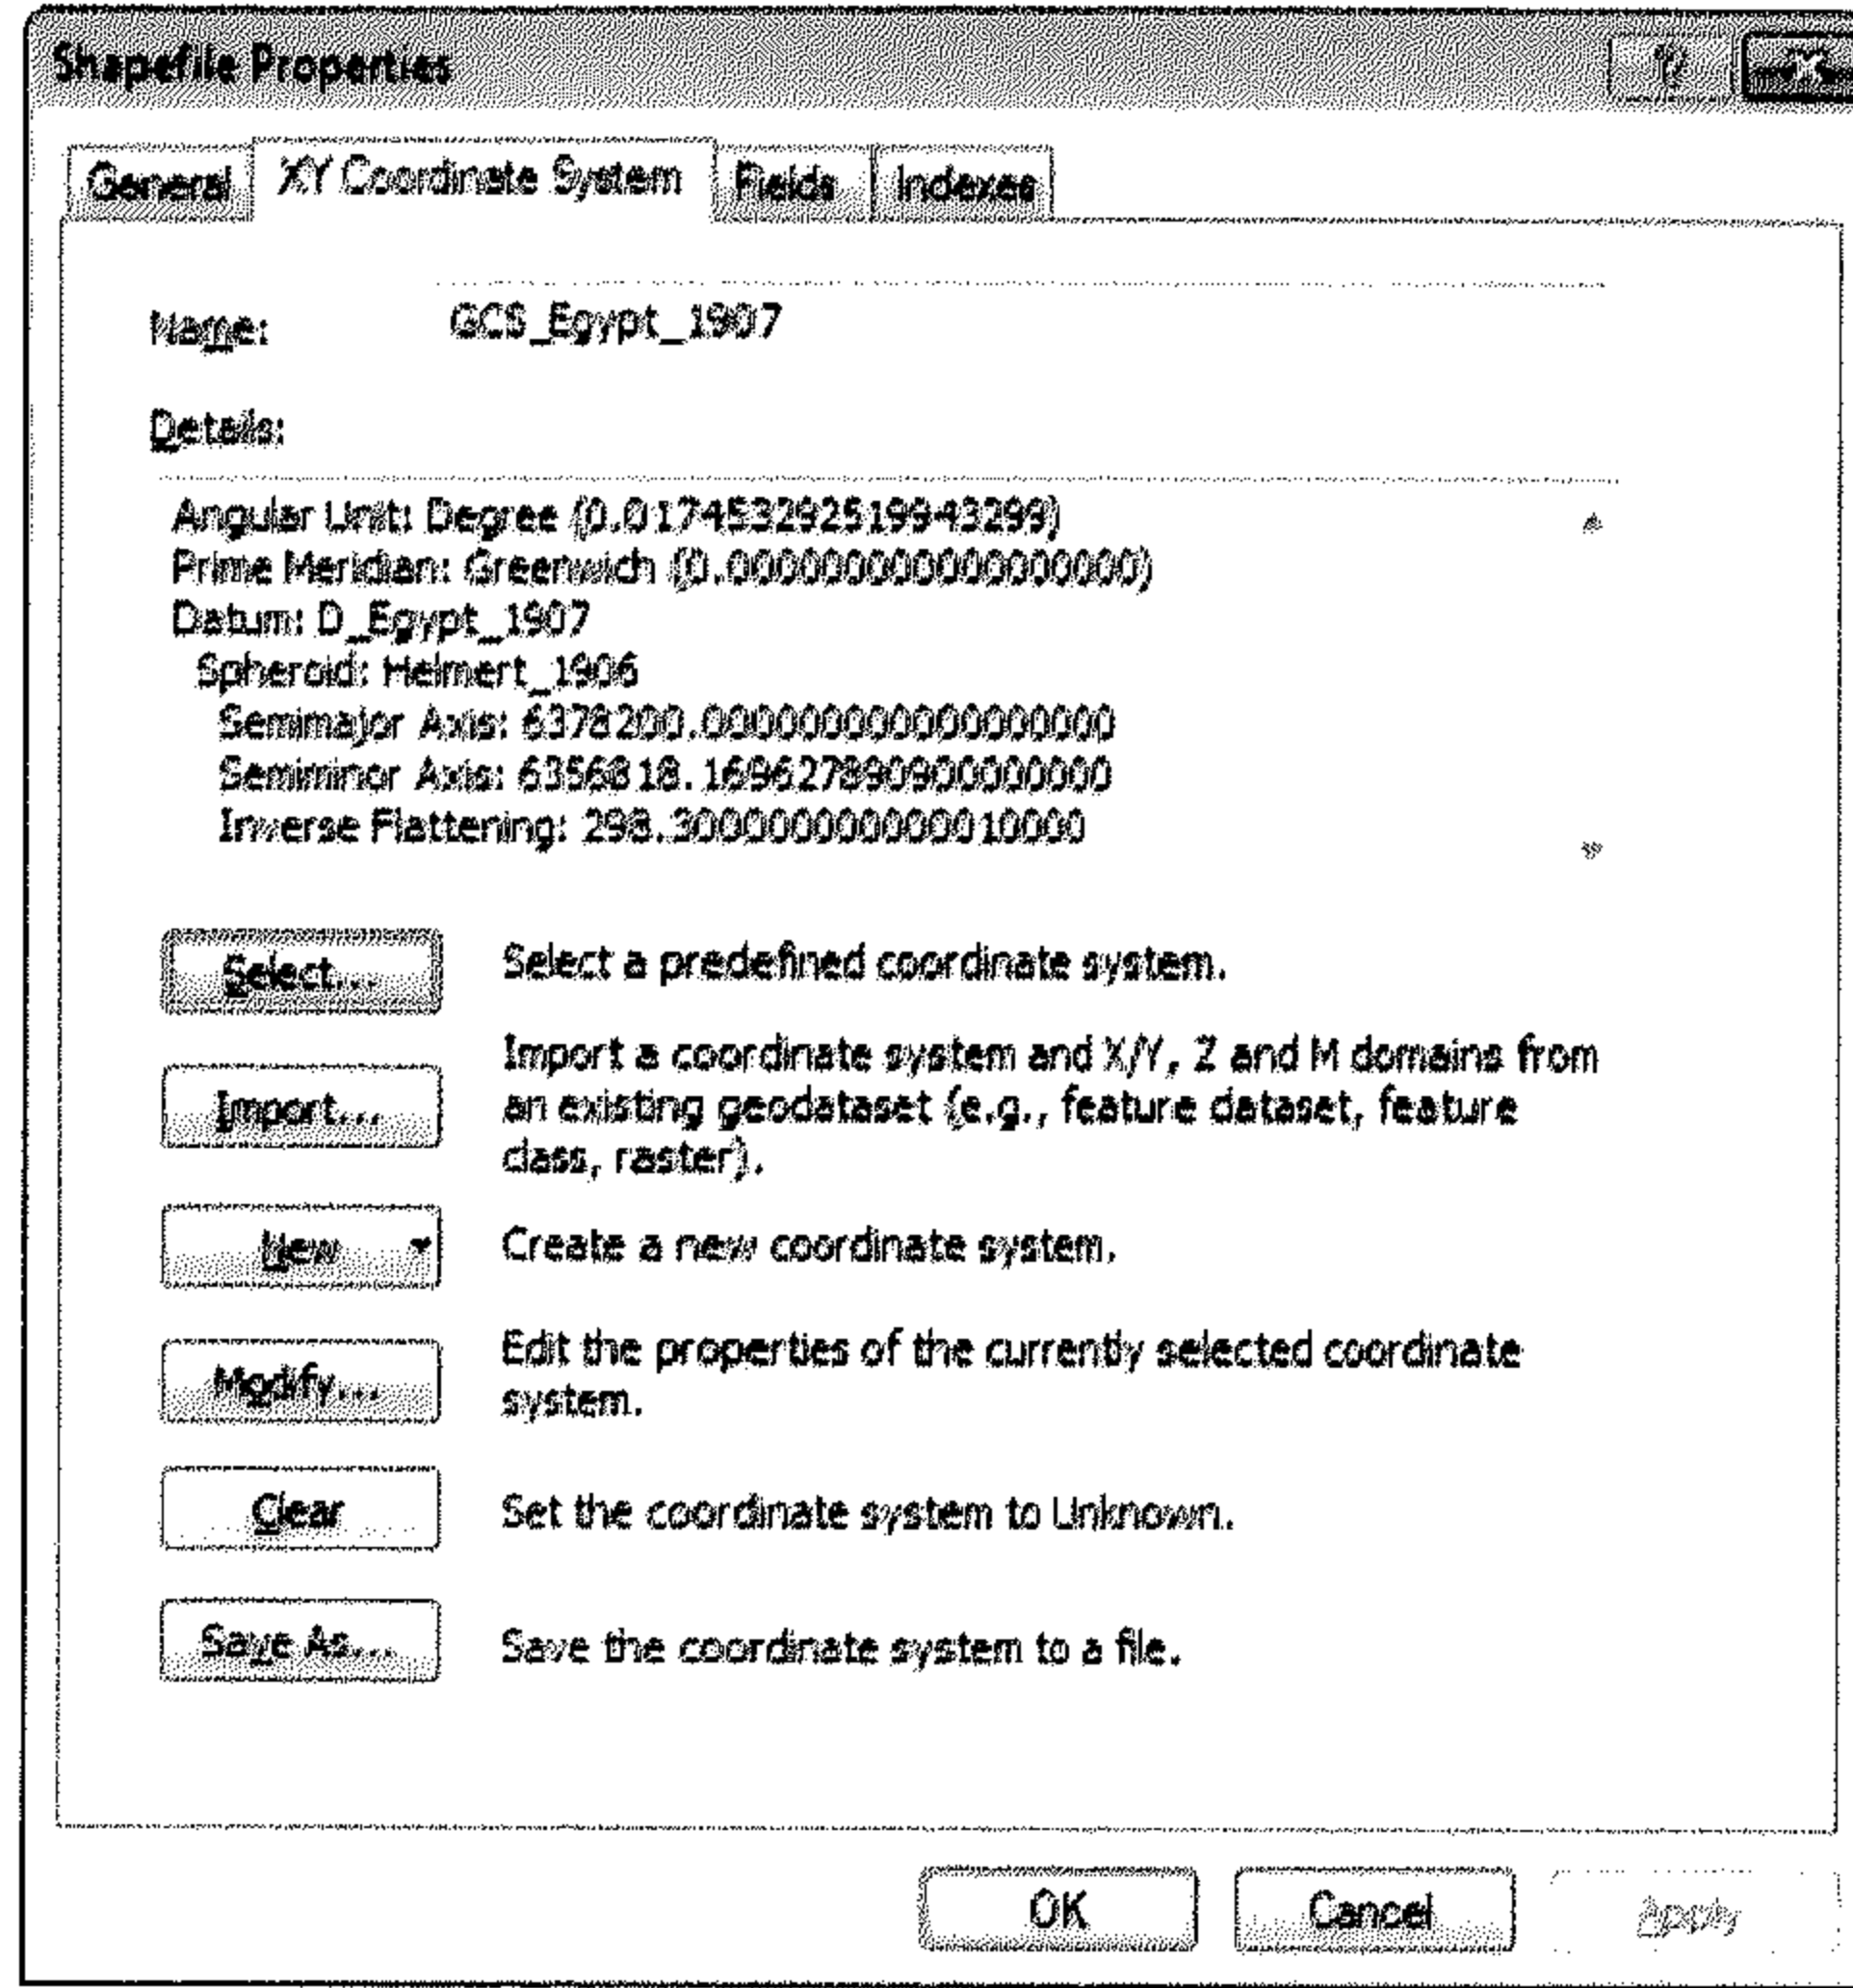 Shapefile Properties
? X
General XY Coordinate System Fields Indexes
Name: GCS_Egypt_1907
Details:
Angular Unit: Degree (0.017453292519943299)
Prime Meridian: Greenwich (0.000000000000000000)
Datum: D_Egypt_1907
Spheroid: Helmert_1906
Semimajor Axis: 6378200.000000000000000000
Semiminor Axis: 6356818.169627890900000000
Inverse Flattening: 298.300000000000010000
Select... Select a predefined coordinate system.
Import... Import a coordinate system and X/Y, Z and M domains from
an existing geodataset (e.g., feature dataset, feature
class, raster).
New Create a new coordinate system.
Modify... Edit the properties of the currently selected coordinate
system.
Clear Set the coordinate system to Unknown.
Save As... Save the coordinate system to a file.
OK Cancel Apply